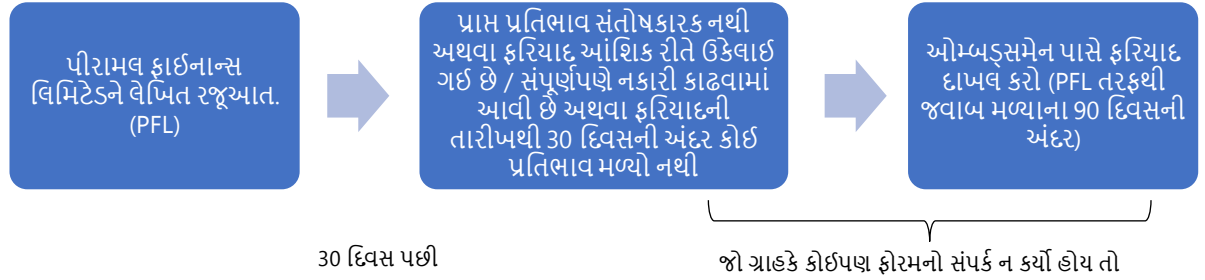 પીરામલ ફાઈનાન્સ
લિમિટેડને લેખિત રજૂઆત.
(PFL)
પ્રાપ્ત પ્રતિભાવ સંતોષકારક નથી
અથવા ફરિયાદ આંશિક રીતે ઉકેલાઈ
ગઈ છે / સંપૂર્ણપણે નકારી કાઢવામાં
આવી છે અથવા ફરિયાદની
તારીખથી 30 દિવસની અંદર કોઈ
પ્રતિભાવ મળ્યો નથી
ઓમ્બડ્સમેન પાસે ફરિયાદ
દાખલ કરો (PFL તરફથી
જવાબ મળ્યાના 90 દિવસની
અંદર)
30 દિવસ પછી
જો ગ્રાહકે કોઈપણ ફોરમનો સંપર્ક ન કર્યો હોય તો